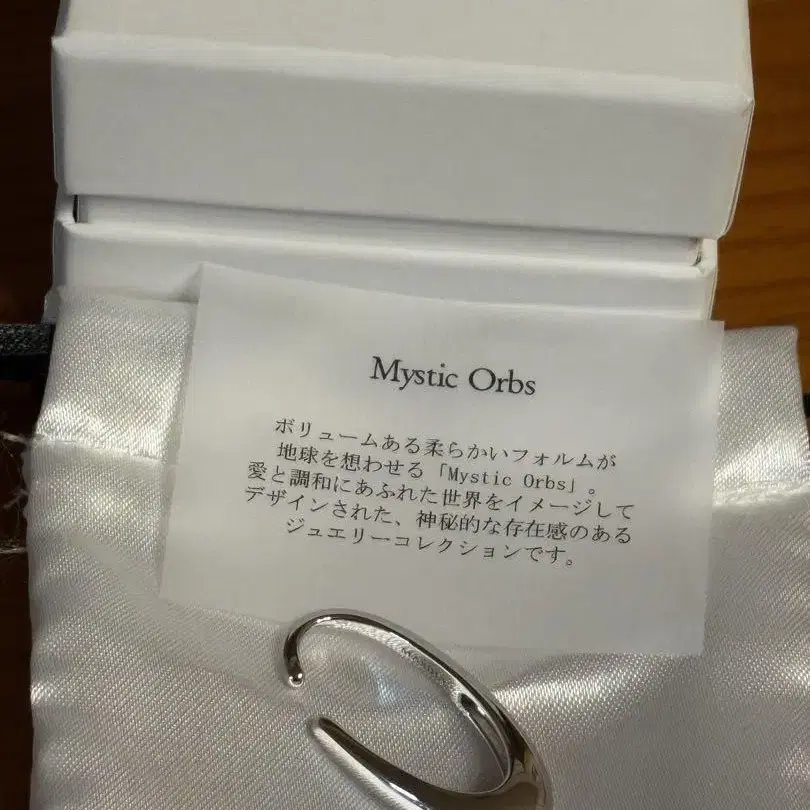 Mystic Orbs
ボリュームある柔らかいフォルムが
地球を想わせる「Mystic Orbs」。
愛と調和にあふれた世界をイメージして
デザインされた、神秘的な存在感のある
ジュエリーコレクションです。